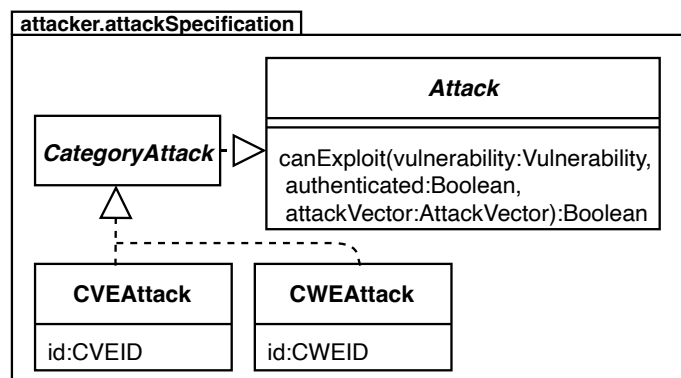 attacker.attackSpecification
Attack
CategoryAttack
canExploit(vulnerability:Vulnerability,
authenticated:Boolean,
attackVector:AttackVector):Boolean
CVEAttack
id:CVEID
CWEAttack
id:CWEID